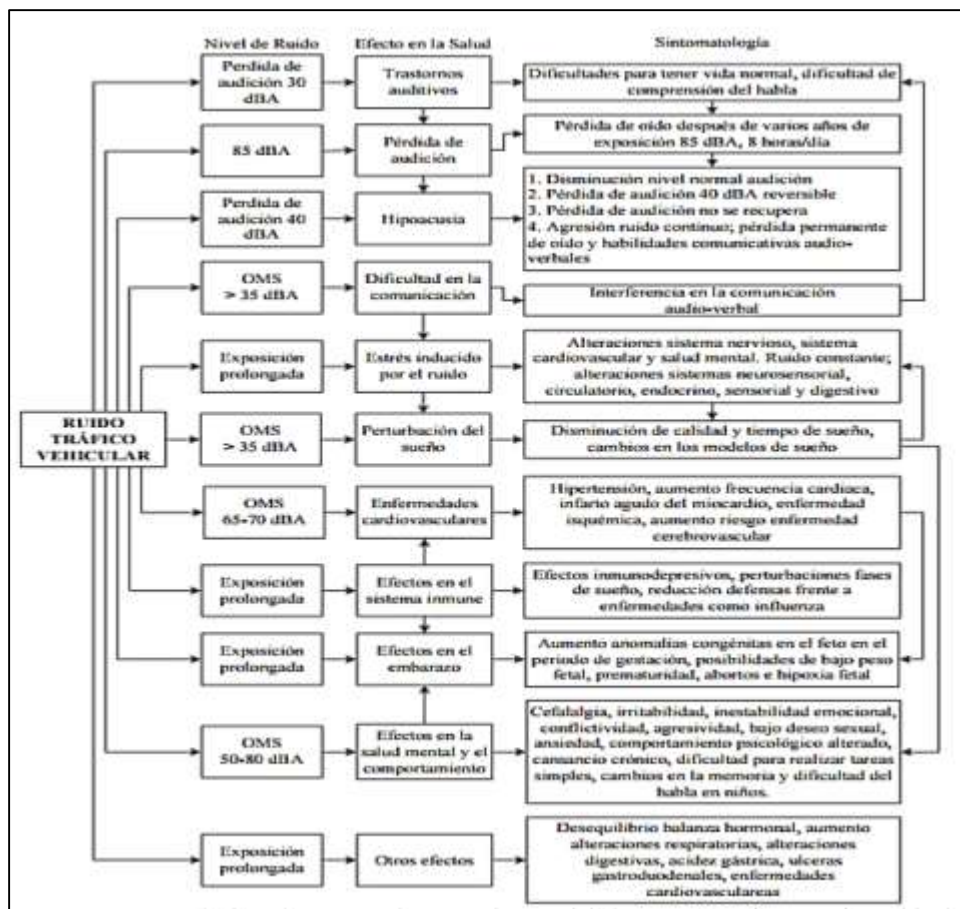 Nivel de Ruido
Efecto en la Salud
Sintomatología
Perdida de
audición 30
dBA
Trastornos
auditivos
Dificultades para tener vida normal, dificultad de
comprensión del habla
85 dBA
Pérdida de
audición
Pérdida de oído después de varios años de
exposición 85 dBA, 8 horas/día
Perdida de
audición 40
dBA
Hipoacusia
1. Disminución nivel normal audición
2. Pérdida de audición 40 dBA reversible
3. Pérdida de audición no se recupera
4. Agresión ruido continuo; pérdida permanente
de oído y habilidades comunicativas audio-
verbales
OMS
> 35 dBA
Dificultad en la
comunicación
Interferencia en la comunicación
audio-verbal
Exposición
prolongada
Estrés inducido
por el ruido
Alteraciones sistema nervioso, sistema
cardiovascular y salud mental. Ruido constante;
alteraciones sistemas neurosensorial,
circulatorio, endocrino, sensorial y digestivo
RUIDO
TRÁFICO
VEHICULAR
OMS
> 35 dBA
Perturbación del
sueño
Disminución de calidad y tiempo de sueño,
cambios en los modelos de sueño
OMS
65-70 dBA
Enfermedades
cardiovasculares
Hipertensión, aumento frecuencia cardiaca,
infarto agudo del miocardio, enfermedad
isquémica, aumento riesgo enfermedad
cerebrovascular
Exposición
prolongada
Efectos en el
sistema inmune
Efectos inmunodepresivos, perturbaciones fases
de sueño, reducción defensas frente a
enfermedades como influenza
Exposición
prolongada
Efectos en el
embarazo
Aumento anomalías congénitas en el feto en el
periodo de gestación, posibilidades de bajo peso
fetal, prematuridad, abortos e hipoxia fetal
OMS
50-80 dBA
Efectos en la
salud mental y el
comportamiento
Cefalalgia, irritabilidad, inestabilidad emocional,
conflictividad, agresividad, bajo deseo sexual,
ansiedad, comportamiento psicológico alterado,
cansancio crónico, dificultad para realizar tareas
simples, cambios en la memoria y dificultad del
habla en niños.
Exposición
prolongada
Otros efectos
Desequilibrio balanza hormonal, aumento
alteraciones respiratorias, alteraciones
digestivas, acidez gástrica, ulceras
gastroduodenales, enfermedades
cardiovasculareas